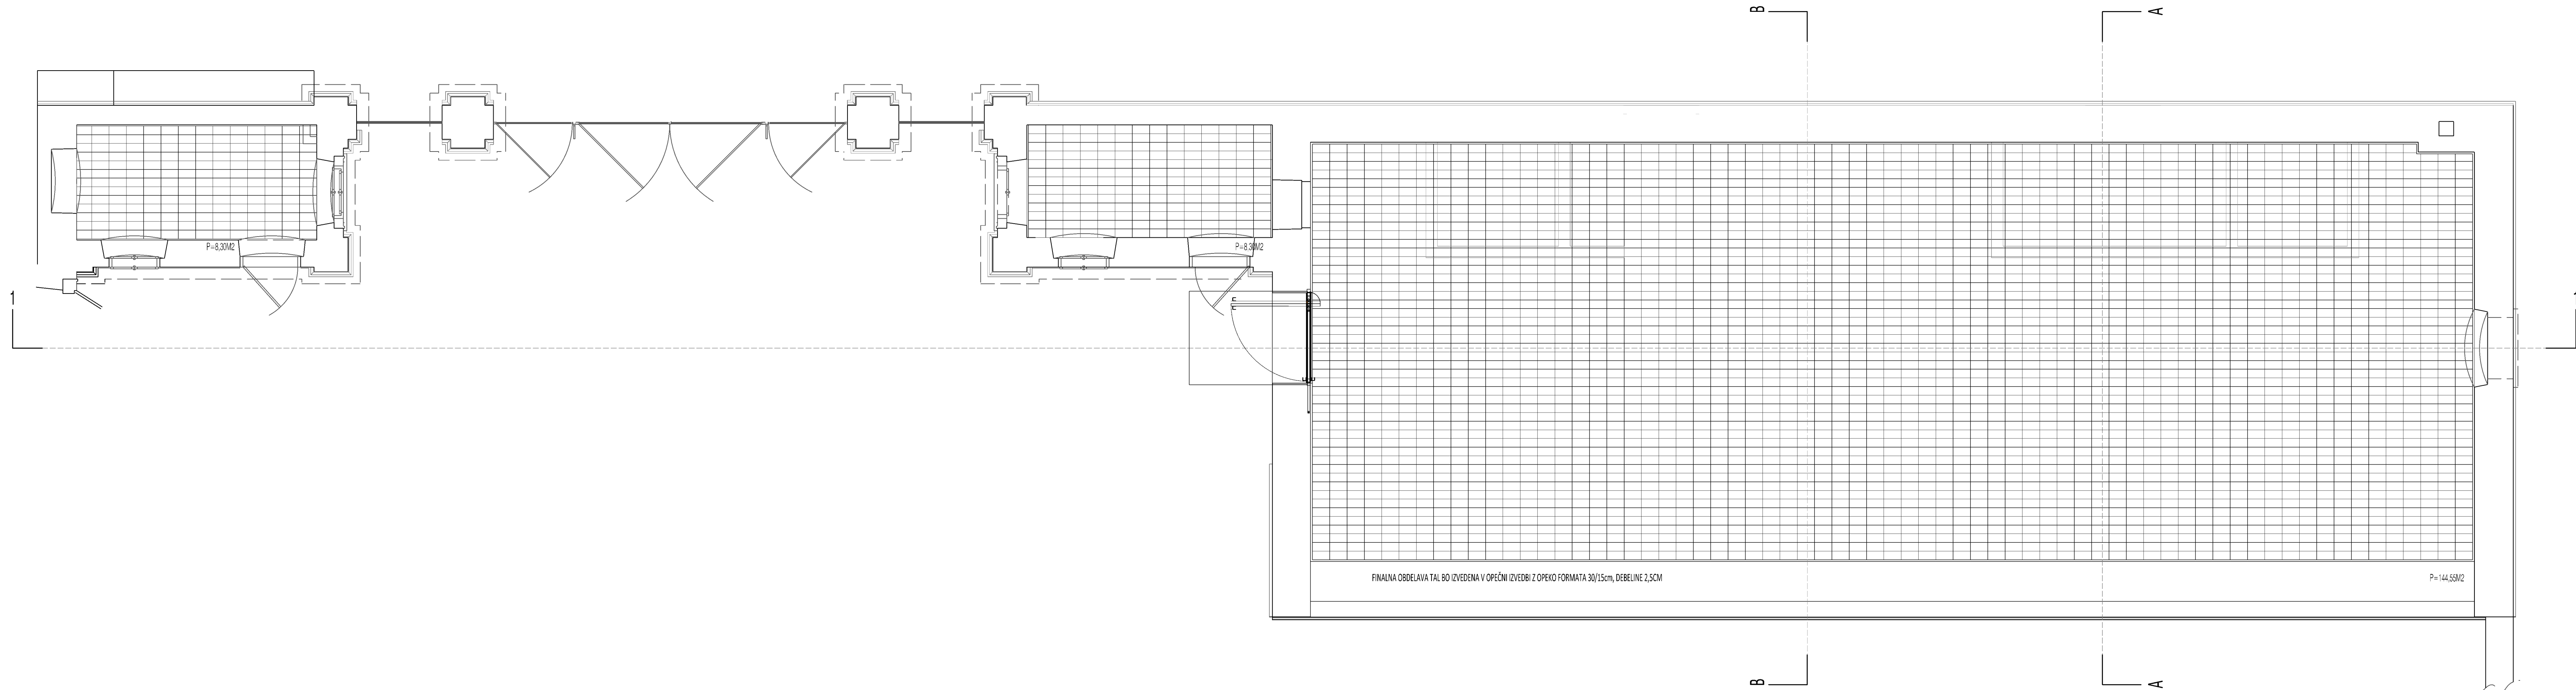 B
A
P=8,30M2
P=8,30M2
1
1
FINALNA OBDELAVA TAL BO IZVEDENA V OPEČNI IZVEDBI Z OPEKO FORMATA 30/15cm, DEBELINE 2,5CM
P=144,55M2
B
A